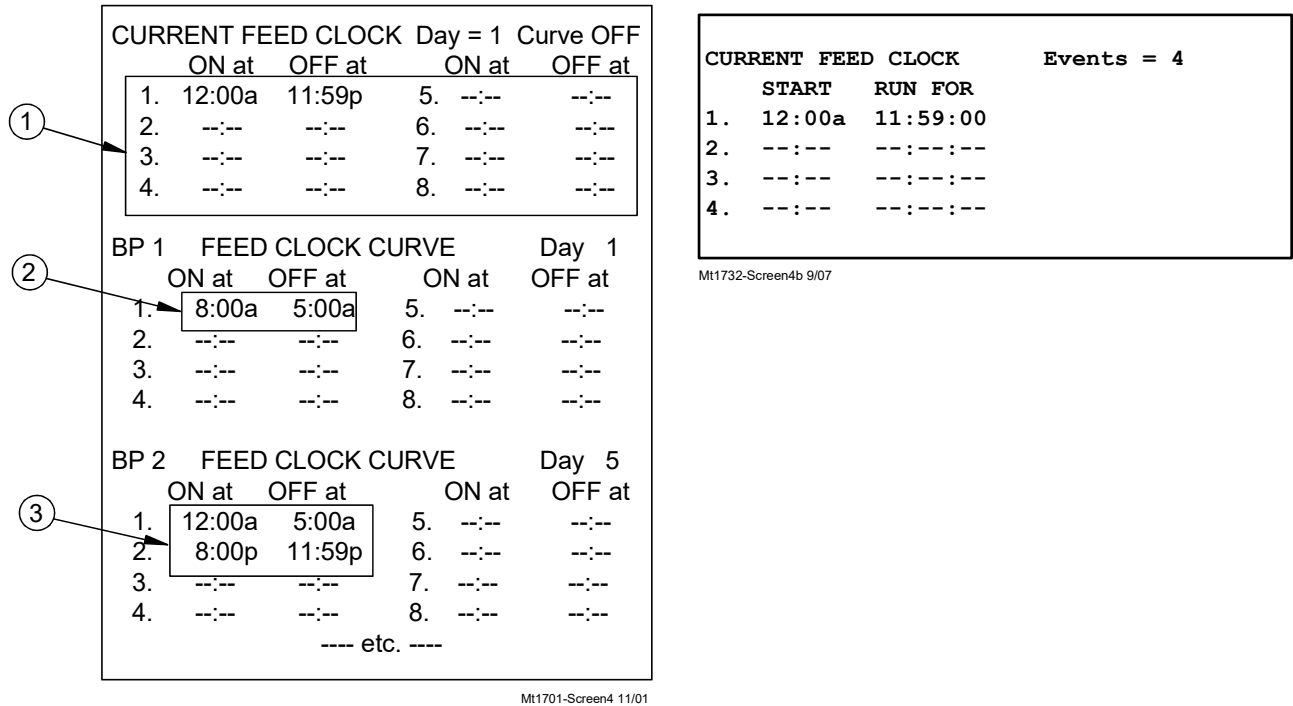 CURRENT FEED CLOCK Day = 1 Curve OFF
ON at OFF at ON at OFF at
1. 12:00a 11:59p 5. --:-- --:--
2. --:-- --:-- 6. --:-- --:--
3. --:-- --:-- 7. --:-- --:--
4. --:-- --:-- 8. --:-- --:--
1
BP 1 FEED CLOCK CURVE Day 1
ON at OFF at ON at OFF at
1. 8:00a 5:00a 5. --:-- --:--
2. --:-- --:-- 6. --:-- --:--
3. --:-- --:-- 7. --:-- --:--
4. --:-- --:-- 8. --:-- --:--
2
BP 2 FEED CLOCK CURVE Day 5
ON at OFF at ON at OFF at
1. 12:00a 5:00a 5. --:-- --:--
2. 8:00p 11:59p 6. --:-- --:--
3. --:-- --:-- 7. --:-- --:--
4. --:-- --:-- 8. --:-- --:--
3
---- etc. ----
Mt1701-Screen4 11/01
CURRENT FEED CLOCK Events = 4
START RUN FOR
1. 12:00a 11:59:00
2. --:-- --:--:--
3. --:-- --:--:--
4. --:-- --:--:--
Mt1732-Screen4b 9/07